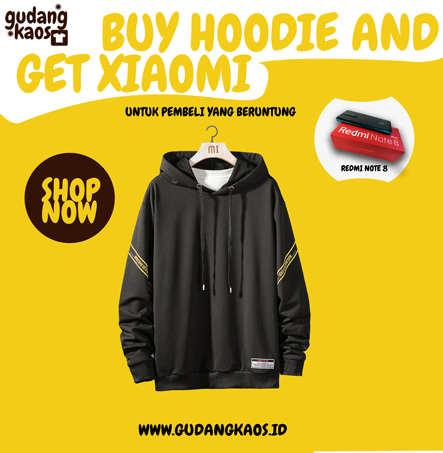 gudang
kaos
BUY HOODIE AND
GET XIAOMI
UNTUK PEMBELI YANG BERUNTUNG
mi
Redmi Note 8
REDMI NOTE 8
SHOP
NOW
WWW.GUDANGKAOS.ID